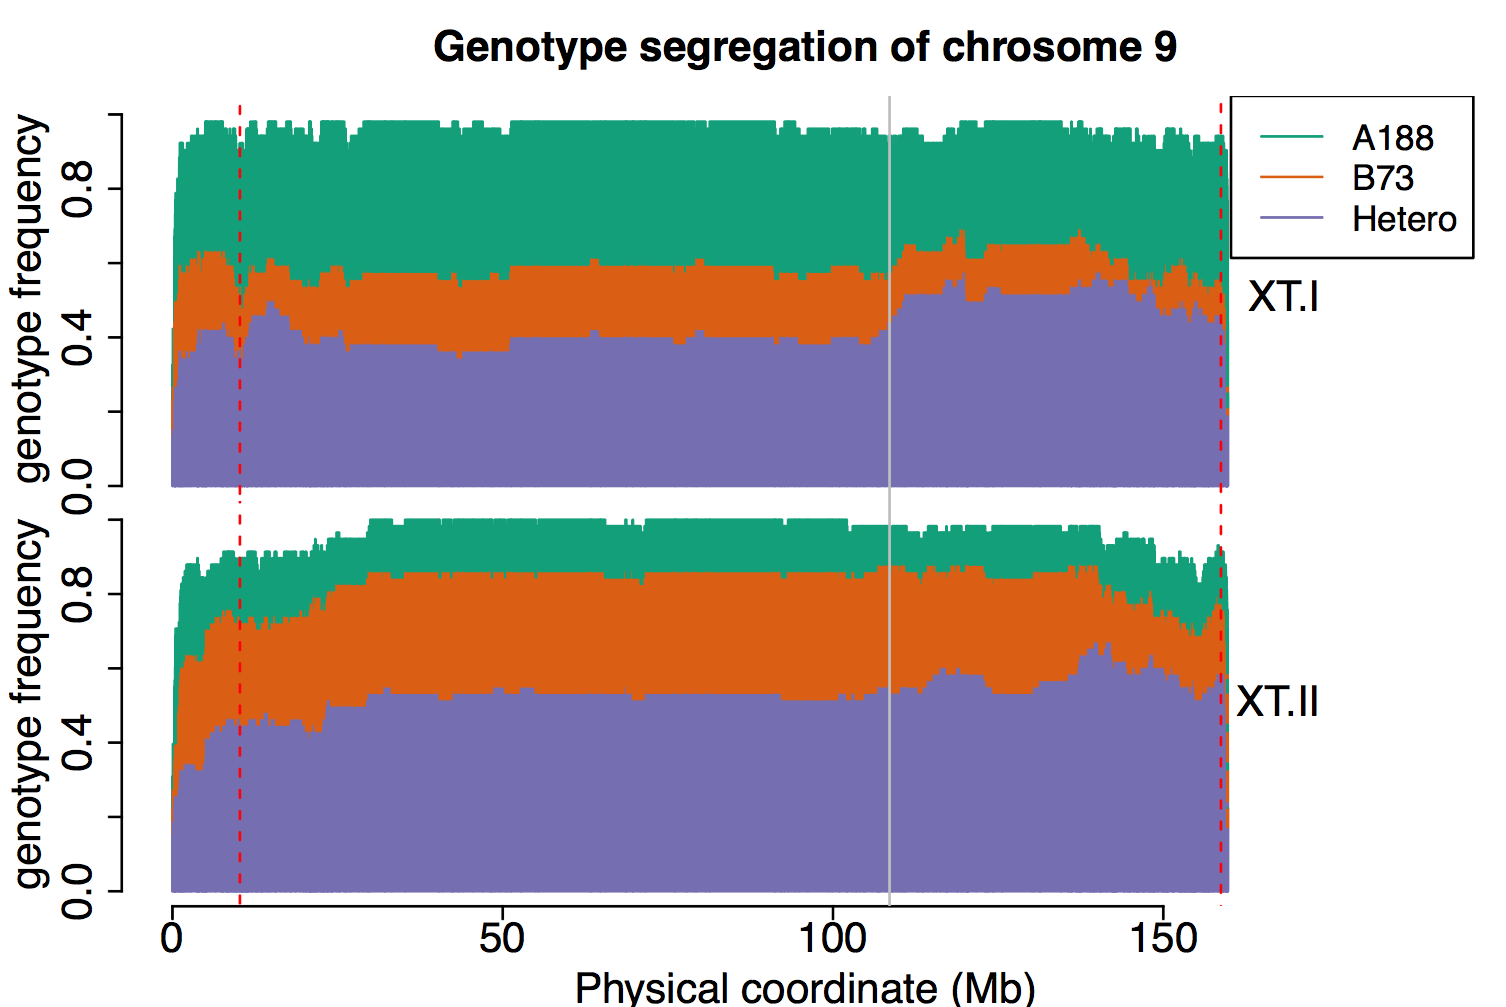 Genotype segregation of chrosome 9
genotype frequency
0.0 0.4 0.8
A188
B73
Hetero
XT.I
genotype frequency
0.0 0.4 0.8
XT.II
0 50 100 150
Physical coordinate (Mb)